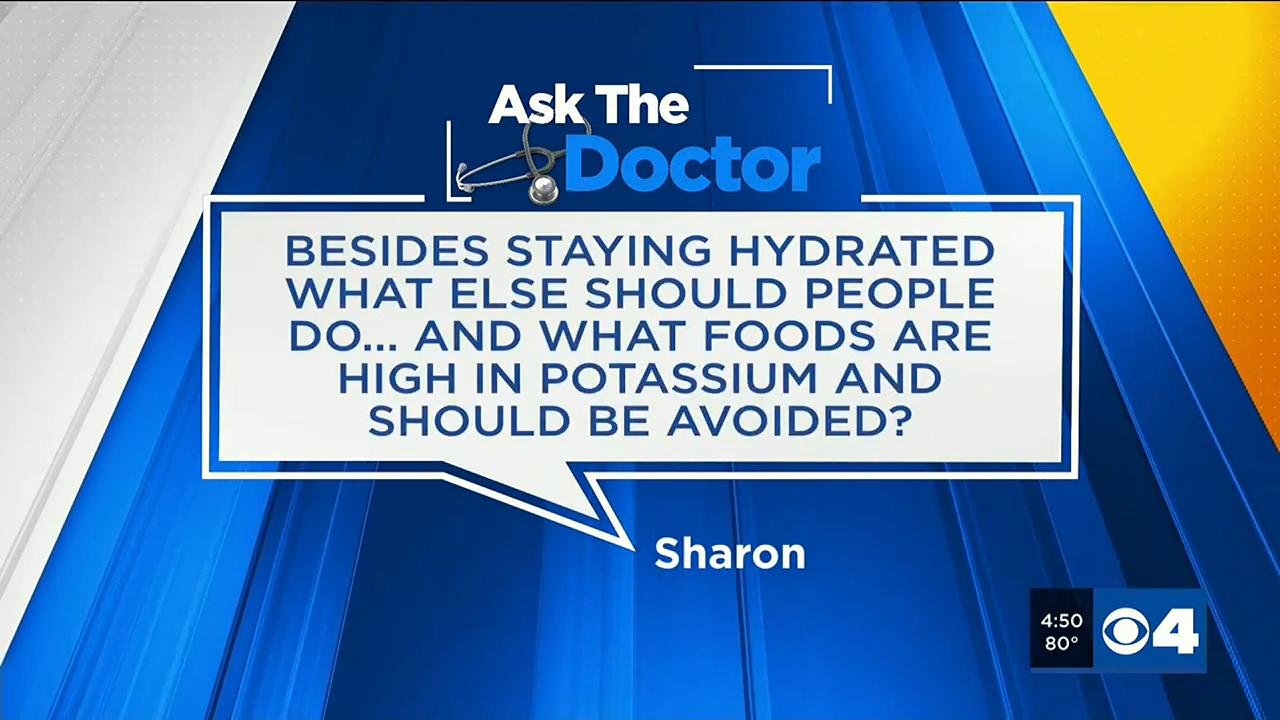 Ask The
Doctor
BESIDES STAYING HYDRATED
WHAT ELSE SHOULD PEOPLE
DO... AND WHAT FOODS ARE
HIGH IN POTASSIUM AND
SHOULD BE AVOIDED?
Sharon
4:50
80°
4